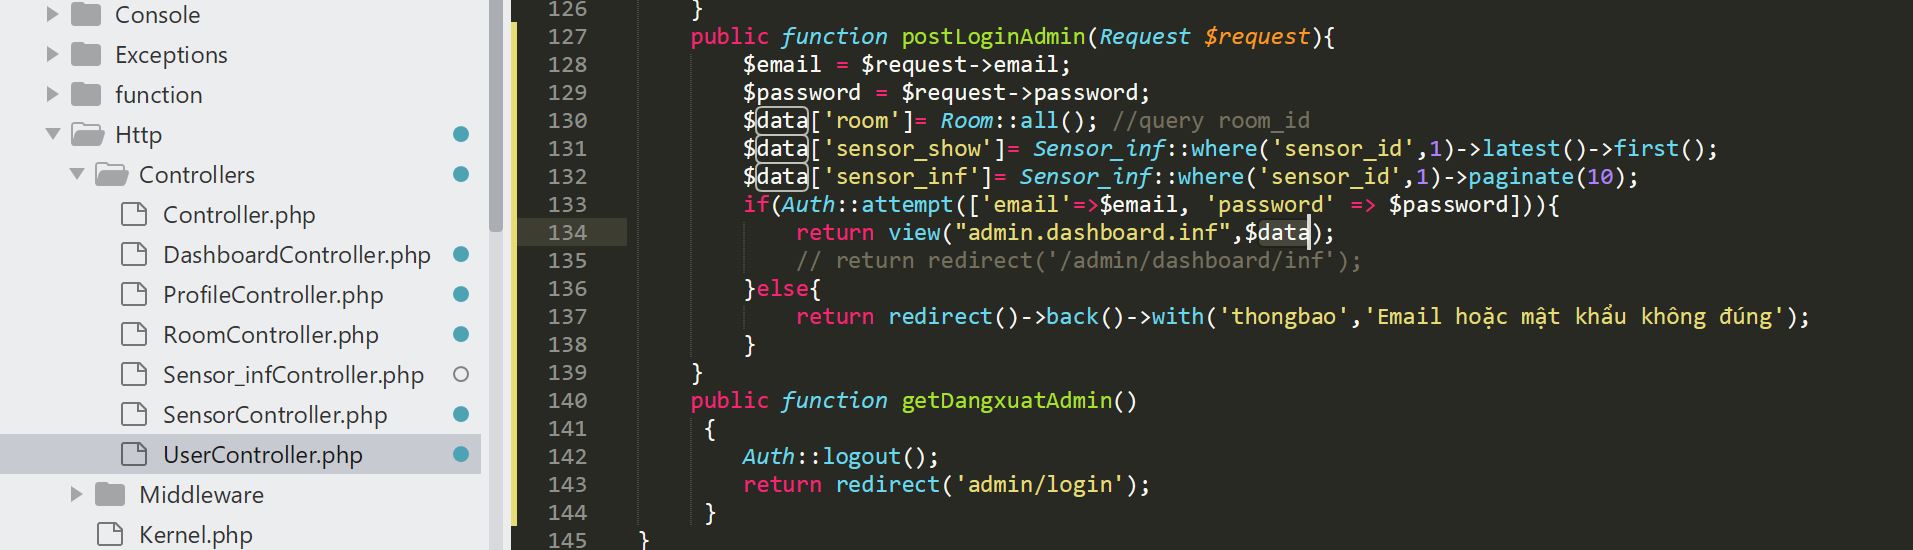 Console
Exceptions
function
Http
Controllers
Controller.php
DashboardController.php
ProfileController.php
RoomController.php
Sensor_infController.php
SensorController.php
UserController.php
Middleware
Kernel.php
126 }
127 public function postLoginAdmin(Request $request){
128 $email = $request->email;
129 $password = $request->password;
130 $data['room']= Room::all(); //query room_id
131 $data['sensor_show']= Sensor_inf::where('sensor_id',1)->latest()->first();
132 $data['sensor_inf']= Sensor_inf::where('sensor_id',1)->paginate(10);
133 if(Auth::attempt(['email'=>$email, 'password' => $password])){
134 return view("admin.dashboard.inf",$data);
135 // return redirect('/admin/dashboard/inf');
136 }else{
137 return redirect()->back()->with('thongbao','Email hoặc mật khẩu không đúng');
138 }
139 }
140 public function getDangxuatAdmin()
141 {
142 Auth::logout();
143 return redirect('admin/login');
144 }
145 }